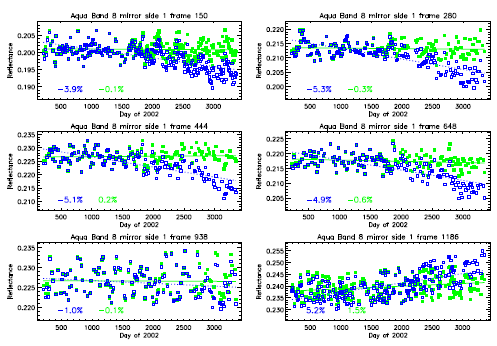 Aqua Band 8 mirror side 1 frame 150
Reflectance
0.205
0.200
0.195
0.190
−3.9% −0.1%
500 1000 1500 2000 2500 3000
Day of 2002
Aqua Band 8 mirror side 1 frame 280
Reflectance
0.220
0.215
0.210
0.205
0.200
−5.3% −0.3%
500 1000 1500 2000 2500 3000
Day of 2002
Aqua Band 8 mirror side 1 frame 444
Reflectance
0.235
0.230
0.225
0.220
0.215
0.210
−5.1% 0.2%
500 1000 1500 2000 2500 3000
Day of 2002
Aqua Band 8 mirror side 1 frame 648
Reflectance
0.225
0.220
0.215
0.210
0.205
−4.9% −0.6%
500 1000 1500 2000 2500 3000
Day of 2002
Aqua Band 8 mirror side 1 frame 938
Reflectance
0.235
0.230
0.225
0.220
−1.0% −0.1%
500 1000 1500 2000 2500 3000
Day of 2002
Aqua Band 8 mirror side 1 frame 1186
Reflectance
0.255
0.250
0.245
0.240
0.235
0.230
5.2% 1.5%
500 1000 1500 2000 2500 3000
Day of 2002